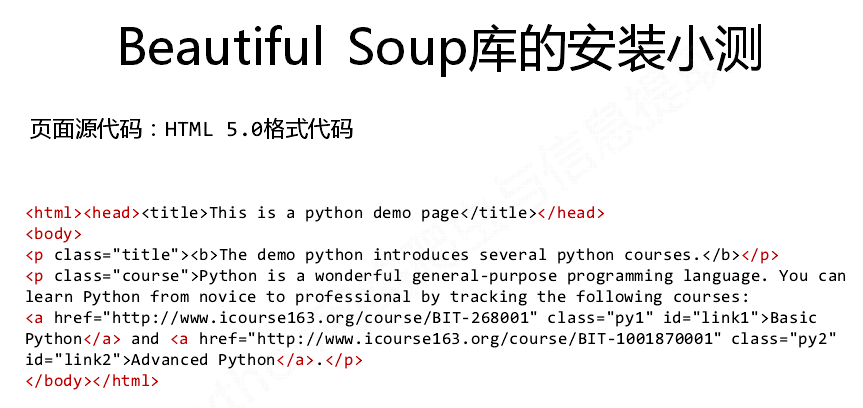 Beautiful Soup库的安装小测
页面源代码：HTML 5.0格式代码
<html><head><title>This is a python demo page</title></head>
<body>
<p class="title"><b>The demo python introduces several python courses.</b></p>
<p class="course">Python is a wonderful general-purpose programming language. You can
learn Python from novice to professional by tracking the following courses:
<a href="http://www.icourse163.org/course/BIT-268001" class="py1" id="link1">Basic
Python</a> and <a href="http://www.icourse163.org/course/BIT-1001870001" class="py2"
id="link2">Advanced Python</a>.</p>
</body></html>